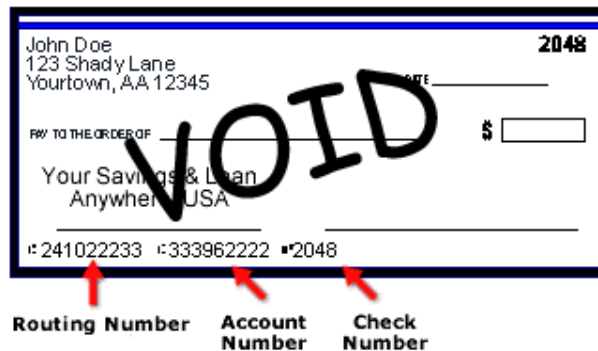 John Doe
2048
123 Shady Lane
Yourtown, AA 12345
DATE
PAY TO THE ORDER OF
$
VOID
Your Savings & Loan
Anywhere USA
⑆241022233 ⑆333962222 ⑈2048
Routing Number
Account Number
Check Number